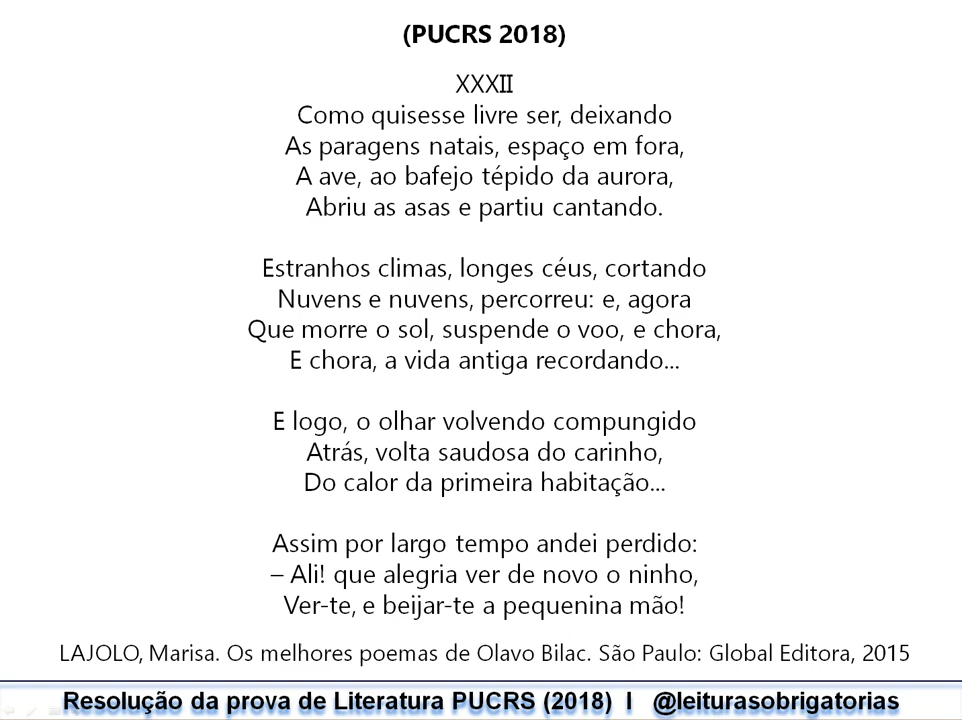 (PUCRS 2018)
XXXII
Como quisesse livre ser, deixando
As paragens natais, espaço em fora,
A ave, ao bafejo tépido da aurora,
Abriu as asas e partiu cantando.
Estranhos climas, longes céus, cortando
Nuvens e nuvens, percorreu: e, agora
Que morre o sol, suspende o voo, e chora,
E chora, a vida antiga recordando...
E logo, o olhar volvendo compungido
Atrás, volta saudosa do carinho,
Do calor da primeira habitação...
Assim por largo tempo andei perdido:
– Ali! que alegria ver de novo o ninho,
Ver-te, e beijar-te a pequenina mão!
LAJOLO, Marisa. Os melhores poemas de Olavo Bilac. São Paulo: Global Editora, 2015
Resolução da prova de Literatura PUCRS (2018) I @leiturasobrigatorias